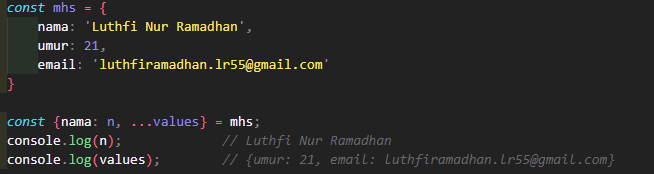 const mhs = {
    nama: 'Luthfi Nur Ramadhan',
    umur: 21,
    email: 'luthfiramadhan.lr55@gmail.com'
}

const {nama: n, ...values} = mhs;
console.log(n);              // Luthfi Nur Ramadhan
console.log(values);         // {umur: 21, email: luthfiramadhan.lr55@gmail.com}